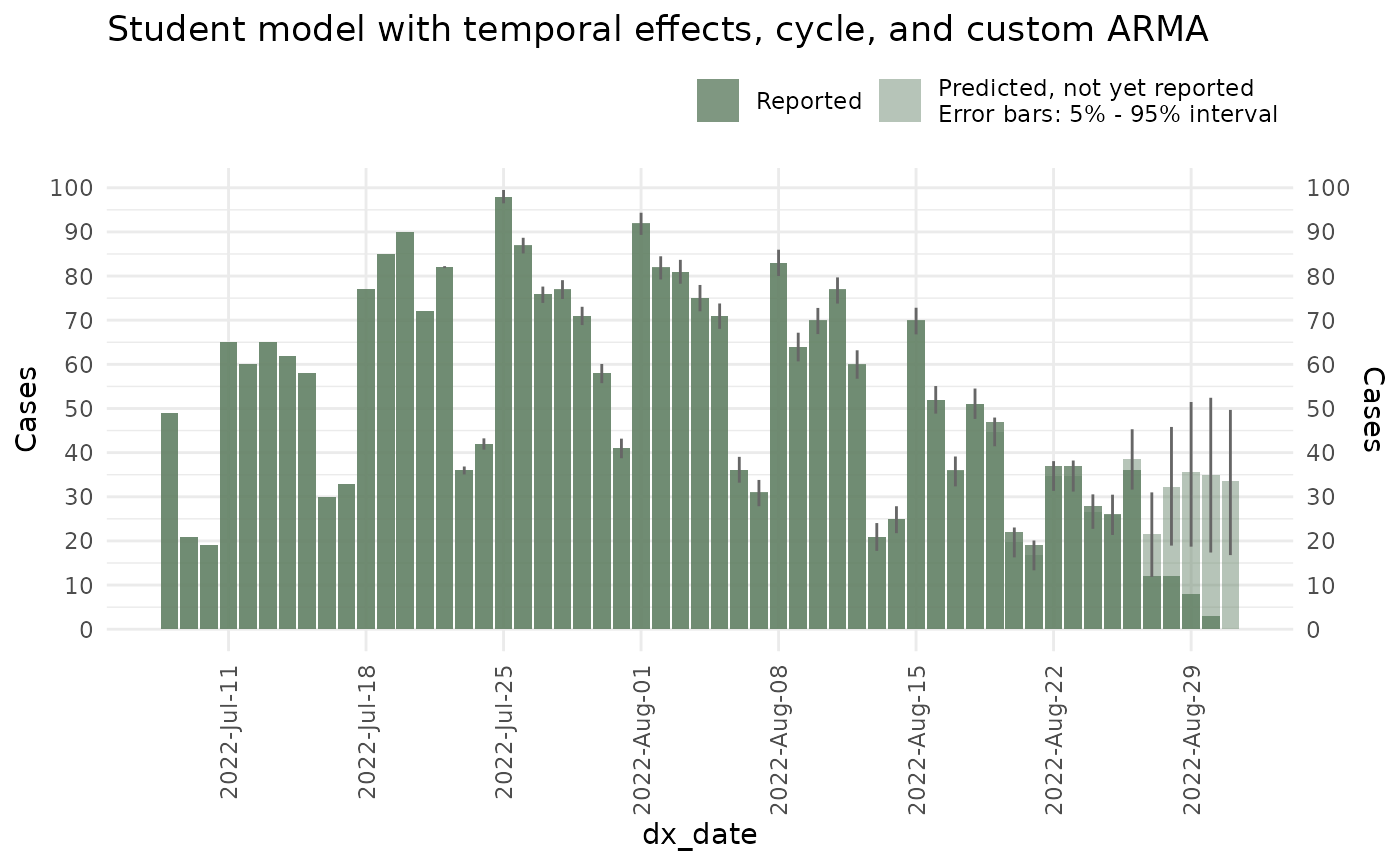 Student model with temporal effects, cycle, and custom ARMA
Reported
Predicted, not yet reported
Error bars: 5% - 95% interval
Cases
100
90
80
70
60
50
40
30
20
10
0
100
90
80
70
60
50
40
30
20
10
0
Cases
2022-Jul-11
2022-Jul-18
2022-Jul-25
2022-Aug-01
2022-Aug-08
2022-Aug-15
2022-Aug-22
2022-Aug-29
dx_date